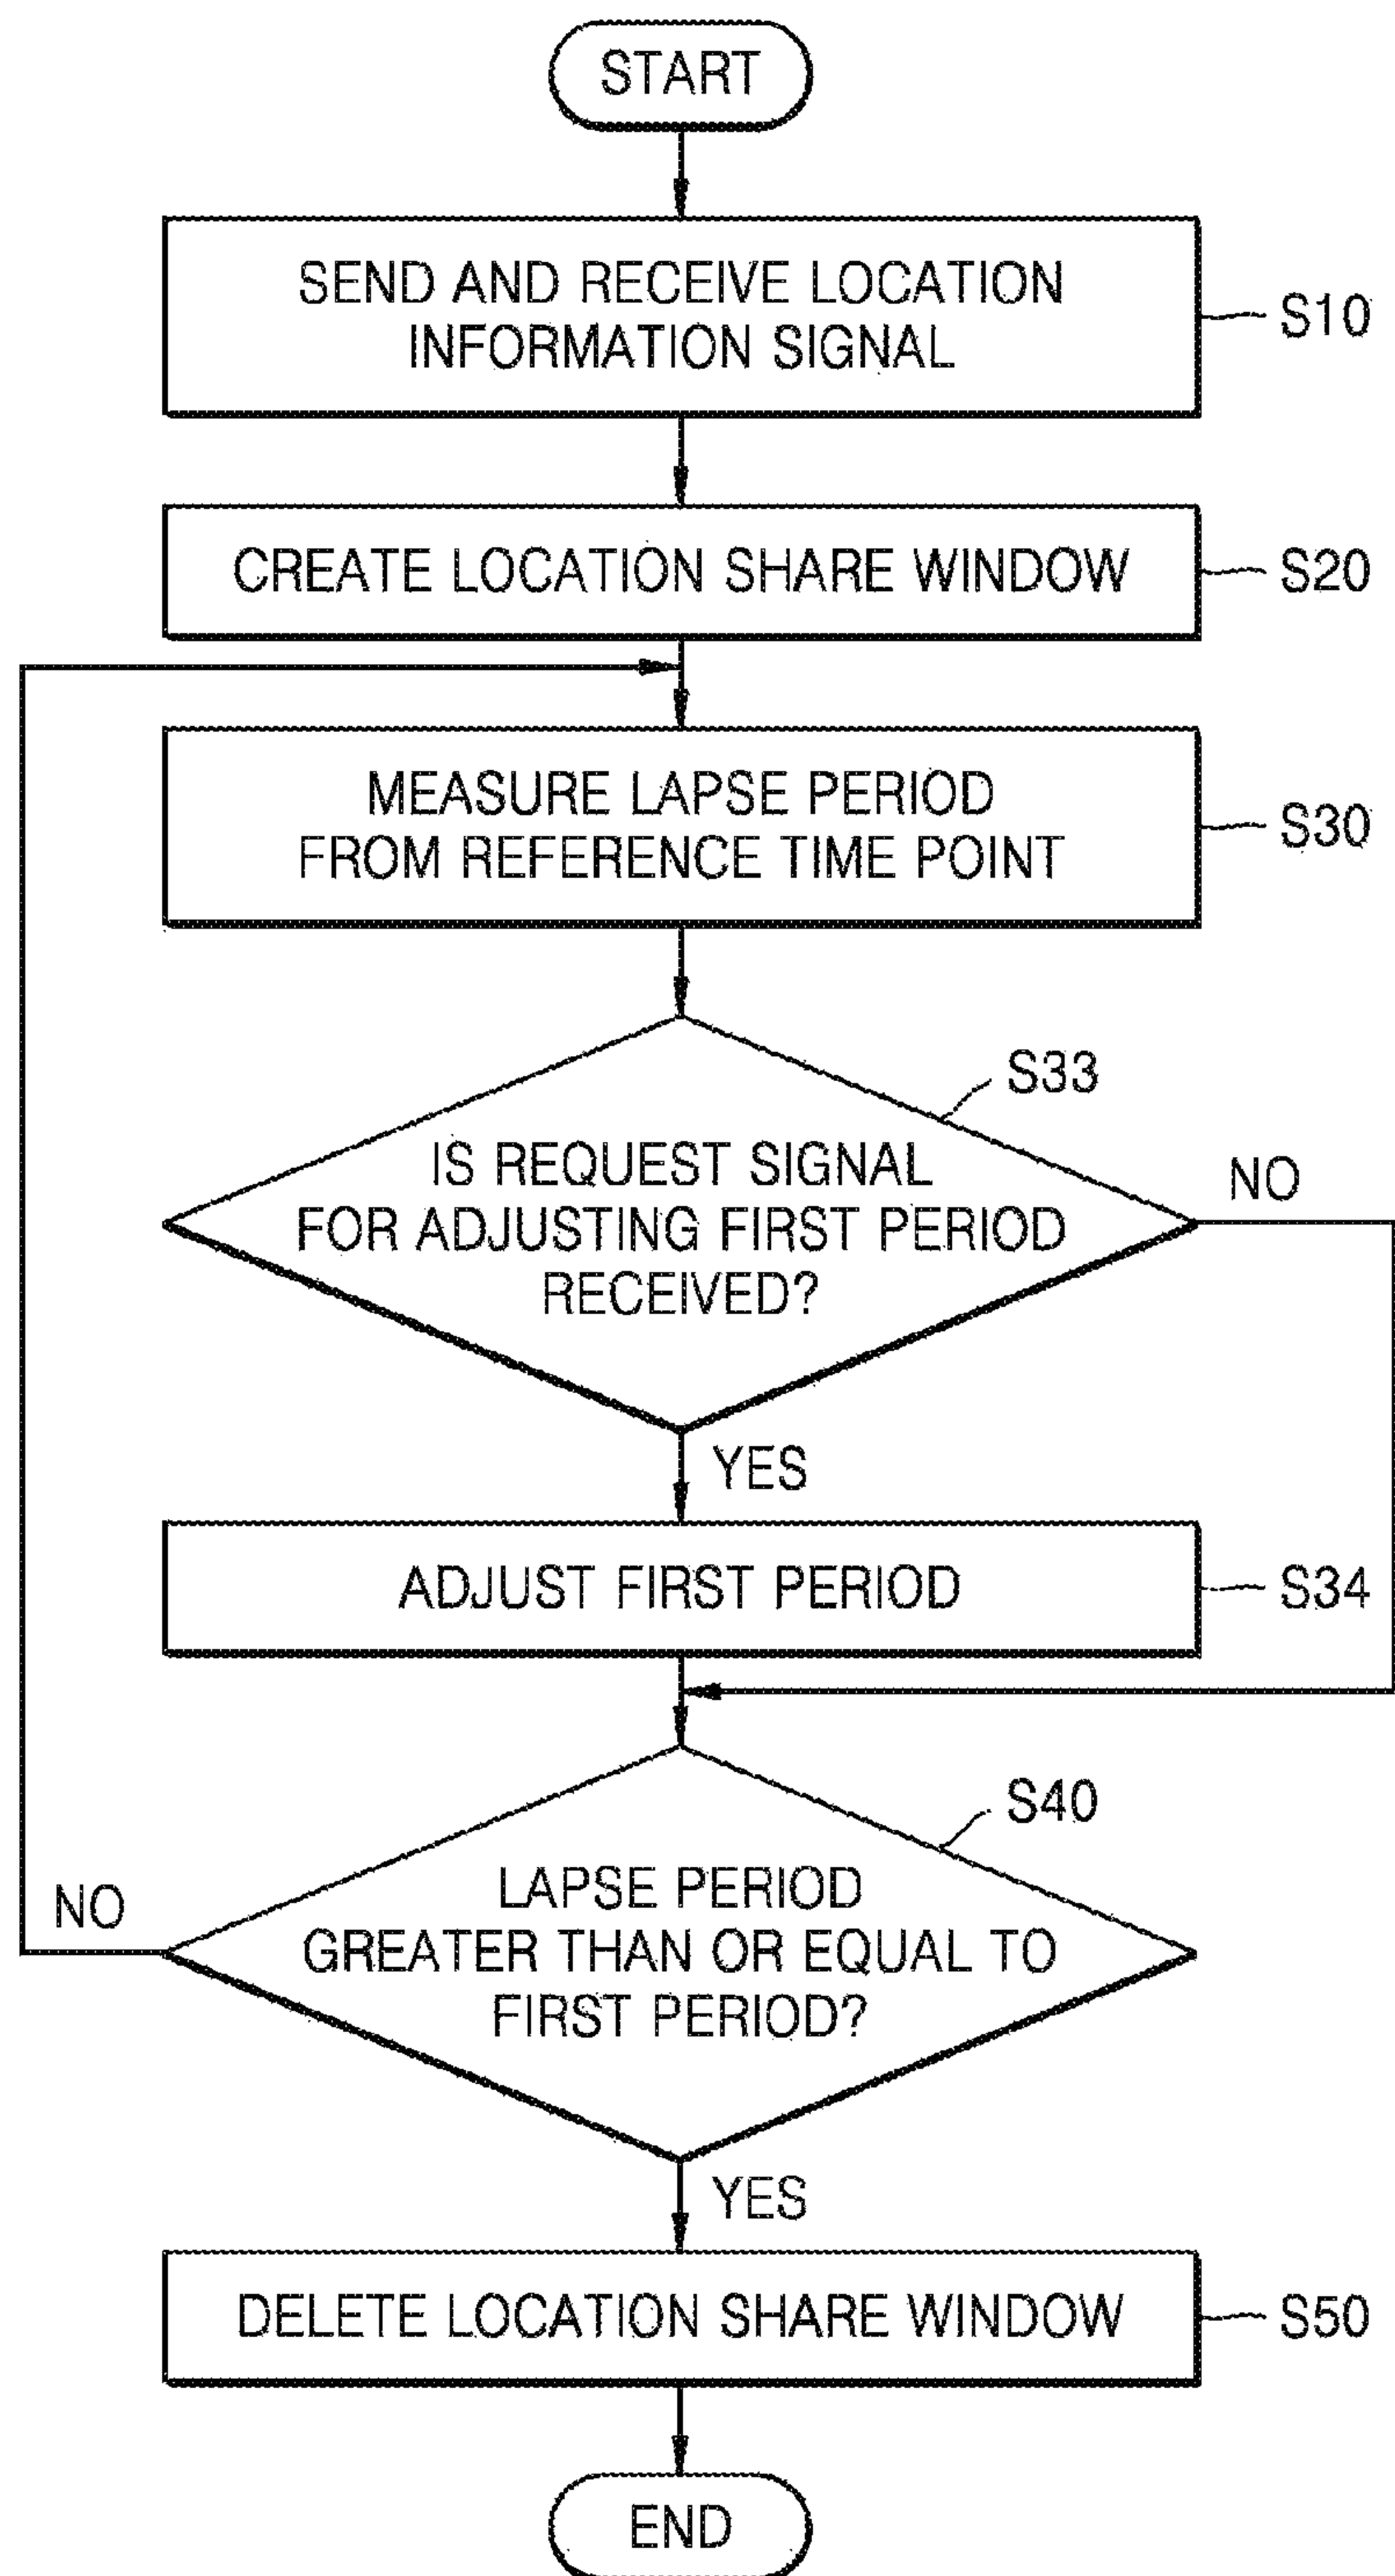 START
SEND AND RECEIVE LOCATION
INFORMATION SIGNAL
S10
CREATE LOCATION SHARE WINDOW
S20
MEASURE LAPSE PERIOD
FROM REFERENCE TIME POINT
S30
S33
IS REQUEST SIGNAL
FOR ADJUSTING FIRST PERIOD
RECEIVED?
NO
YES
ADJUST FIRST PERIOD
S34
S40
LAPSE PERIOD
GREATER THAN OR EQUAL TO
FIRST PERIOD?
NO
YES
DELETE LOCATION SHARE WINDOW
S50
END